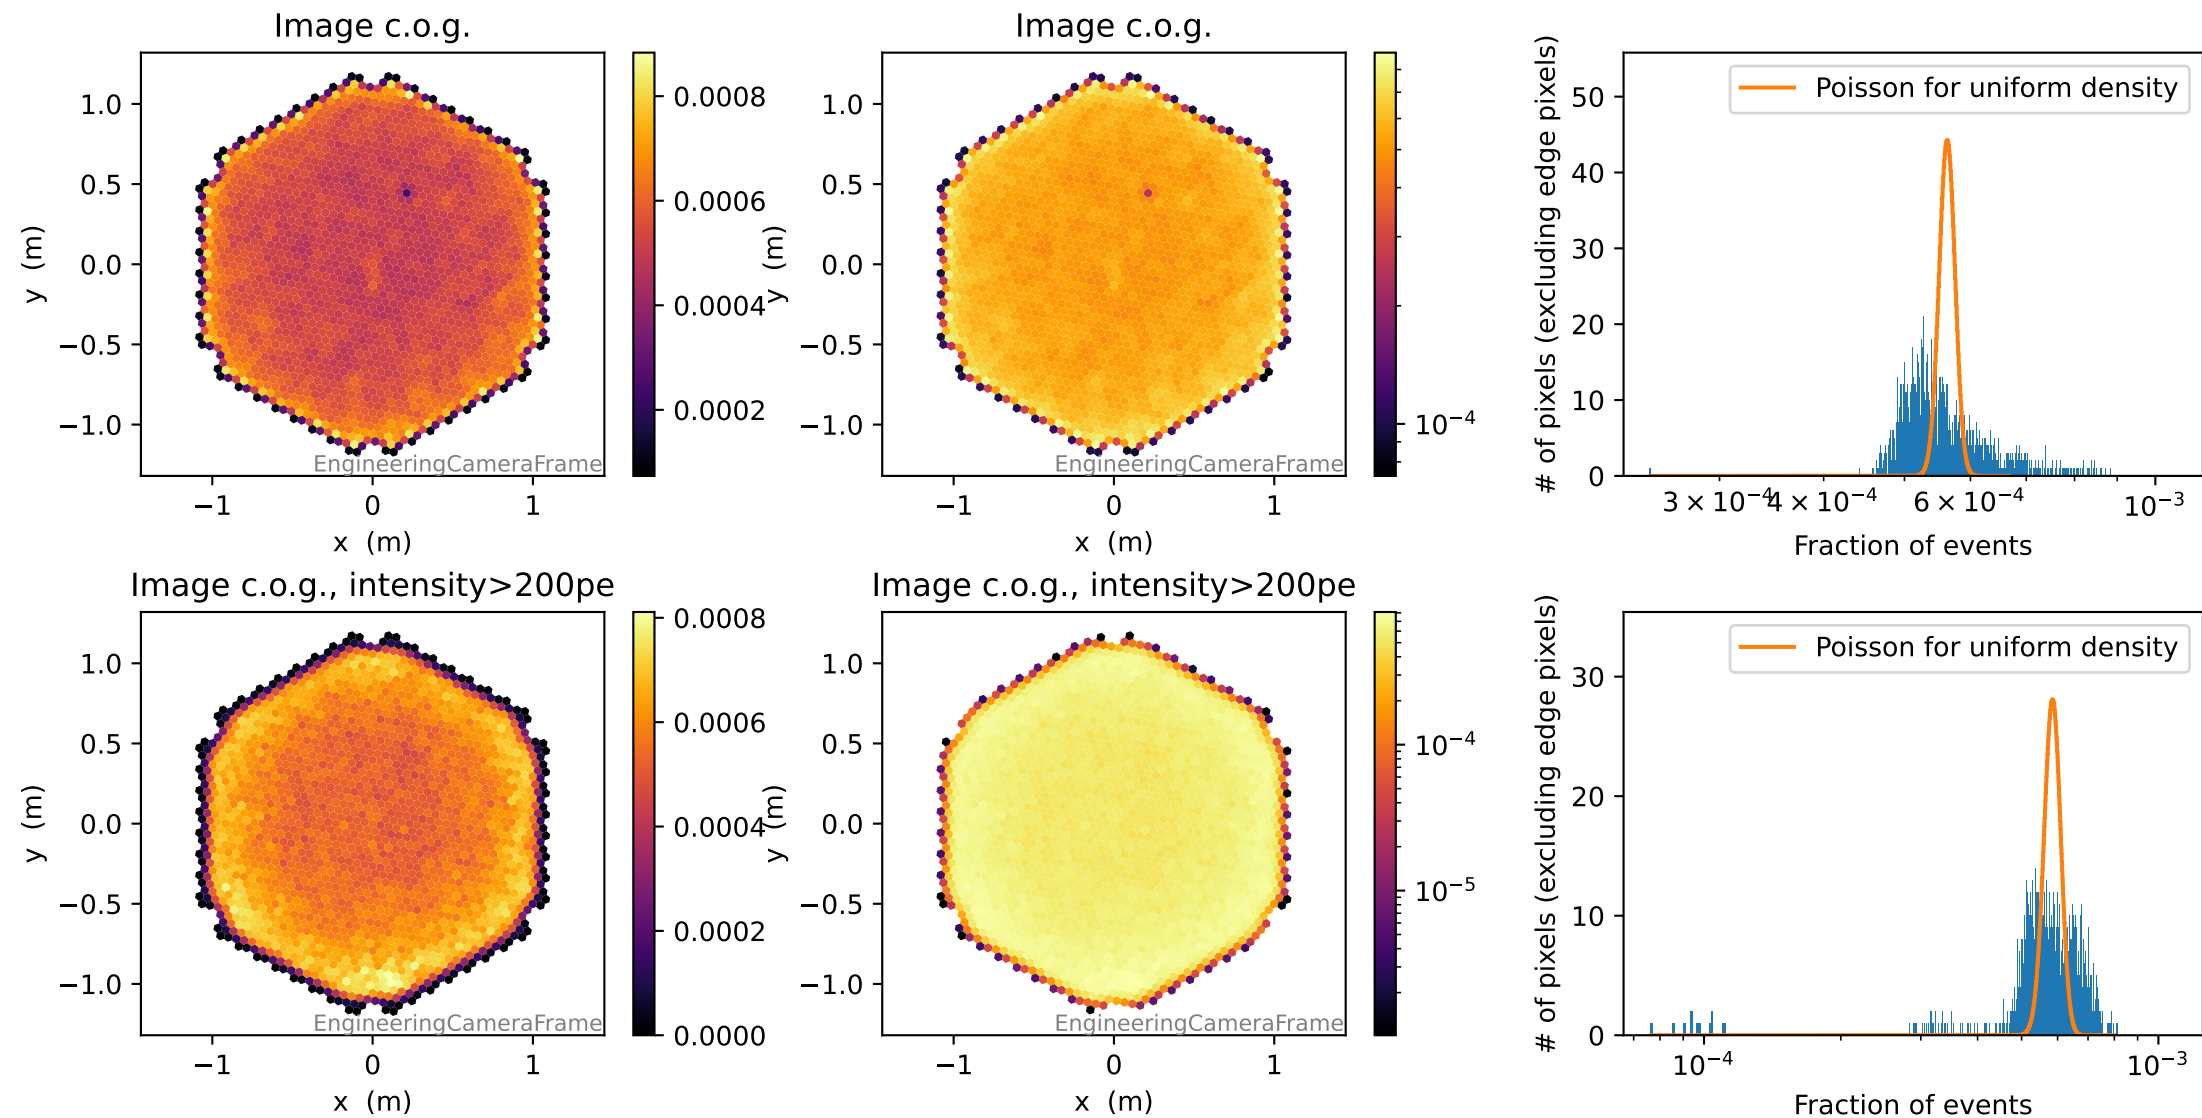 Image c.o.g.
1.0
0.5
0.0
−0.5
−1.0
y (m)
−1 0 1
x (m)
EngineeringCameraFrame
0.0008
0.0006
0.0004
0.0002
Image c.o.g.
1.0
0.5
0.0
−0.5
−1.0
y (m)
−1 0 1
x (m)
EngineeringCameraFrame
10⁻⁴
Poisson for uniform density
50
40
30
20
10
0
# of pixels (excluding edge pixels)
3 × 10⁻⁴ 4 × 10⁻⁴ 6 × 10⁻⁴ 10⁻³
Fraction of events
Image c.o.g., intensity>200pe
1.0
0.5
0.0
−0.5
−1.0
y (m)
−1 0 1
x (m)
EngineeringCameraFrame
0.0008
0.0006
0.0004
0.0002
0.0000
Image c.o.g., intensity>200pe
1.0
0.5
0.0
−0.5
−1.0
y (m)
−1 0 1
x (m)
EngineeringCameraFrame
10⁻⁴
10⁻⁵
Poisson for uniform density
30
20
10
0
# of pixels (excluding edge pixels)
10⁻⁴ 10⁻³
Fraction of events